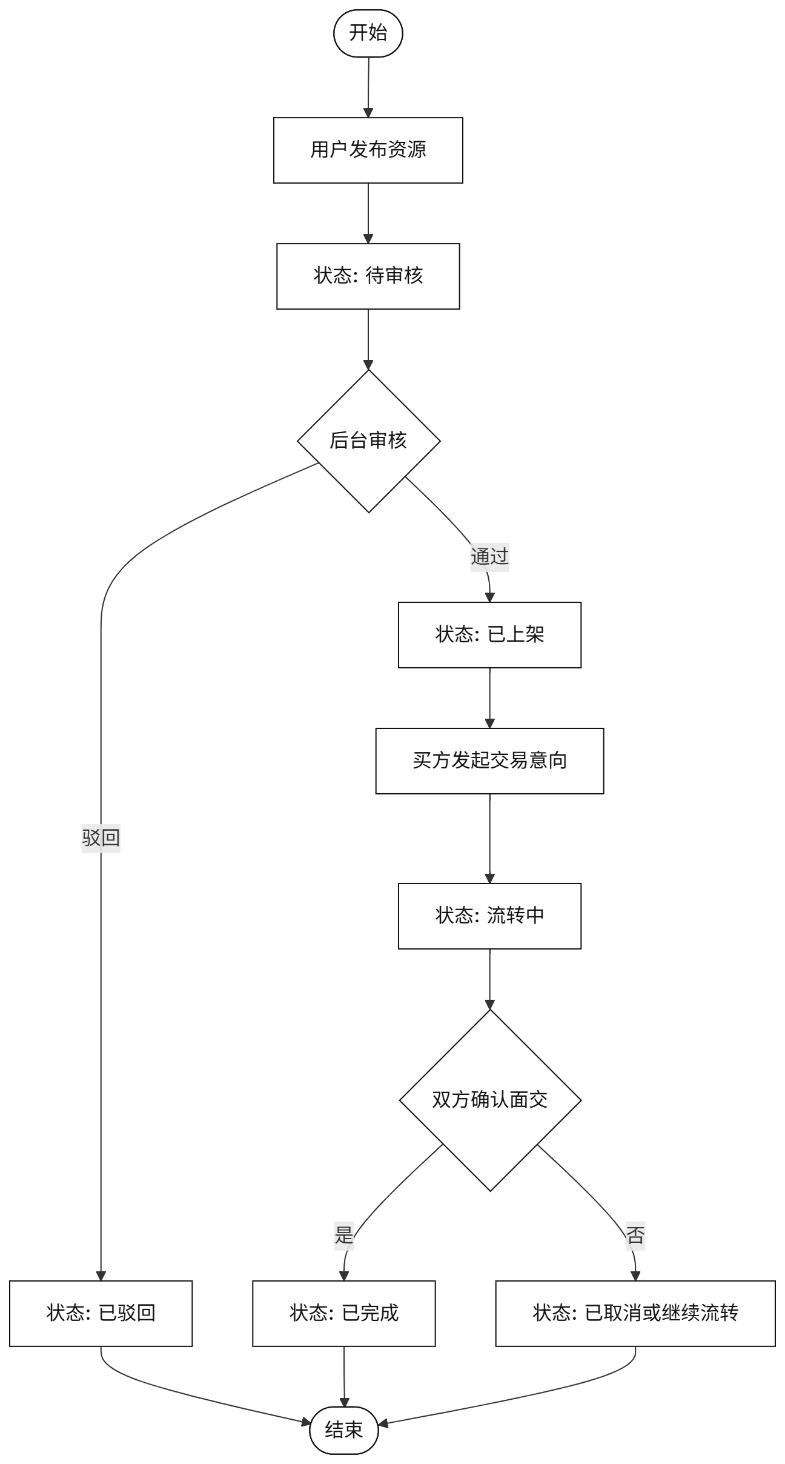 开始
用户发布资源
状态: 待审核
后台审核
通过
状态: 已上架
买方发起交易意向
驳回
状态: 流转中
双方确认面交
是
否
状态: 已驳回
状态: 已完成
状态: 已取消或继续流转
结束